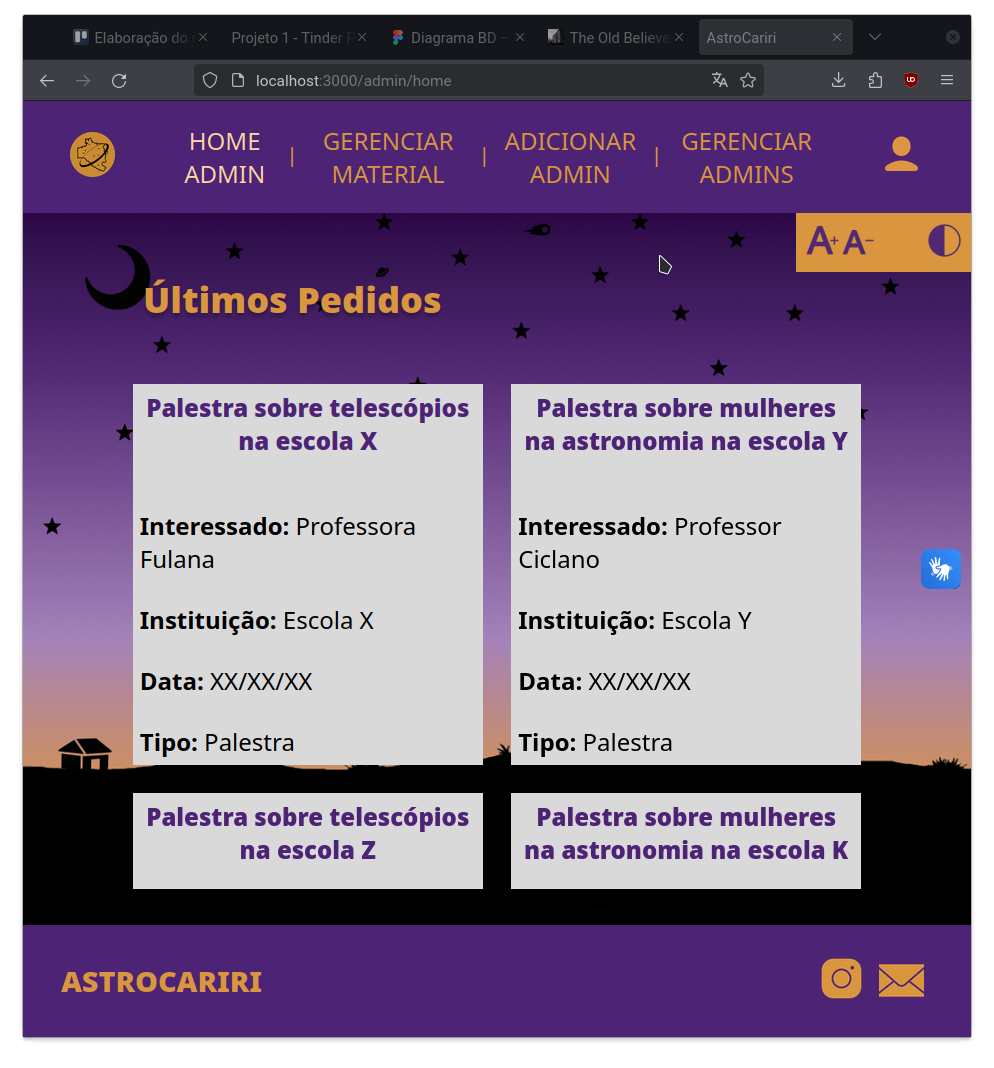 Elaboração do
Projeto 1 - Tinder
Diagrama BD -
The Old Believe
AstroCariri
localhost:3000/admin/home
HOME
ADMIN
|
GERENCIAR
MATERIAL
|
ADICIONAR
ADMIN
|
GERENCIAR
ADMINS
A+ A-
Últimos Pedidos
Palestra sobre telescópios
na escola X
Interessado: Professora
Fulana
Instituição: Escola X
Data: XX/XX/XX
Tipo: Palestra
Palestra sobre mulheres
na astronomia na escola Y
Interessado: Professor
Ciclano
Instituição: Escola Y
Data: XX/XX/XX
Tipo: Palestra
Palestra sobre telescópios
na escola Z
Palestra sobre mulheres
na astronomia na escola K
ASTROCARIRI